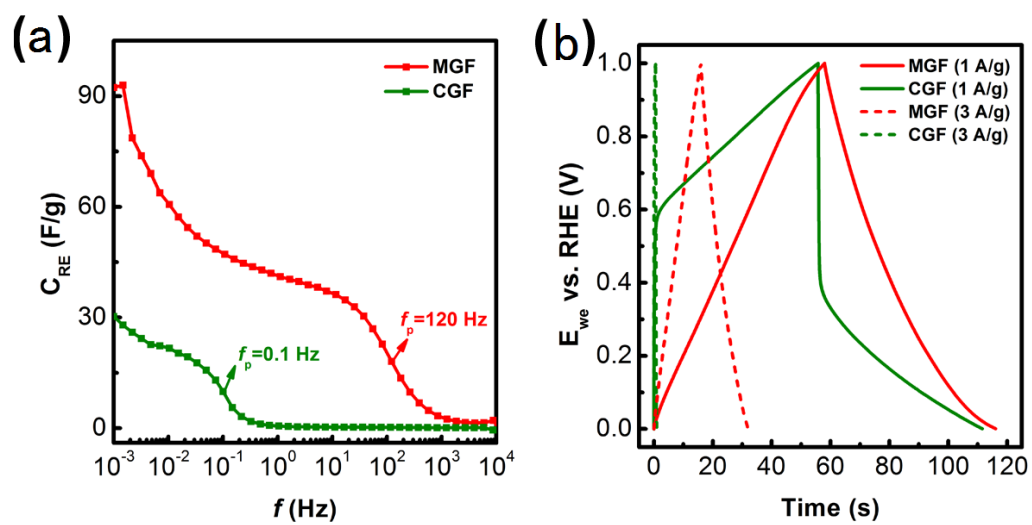 (a)
MGF
CGF
90
60
30
0
C_RE (F/g)
f_p=120 Hz
f_p=0.1 Hz
10^-3 10^-2 10^-1 10^0 10^1 10^2 10^3 10^4
f (Hz)
(b)
MGF (1 A/g)
CGF (1 A/g)
MGF (3 A/g)
CGF (3 A/g)
1.0
0.8
0.6
0.4
0.2
0.0
E_we vs. RHE (V)
0 20 40 60 80 100 120
Time (s)